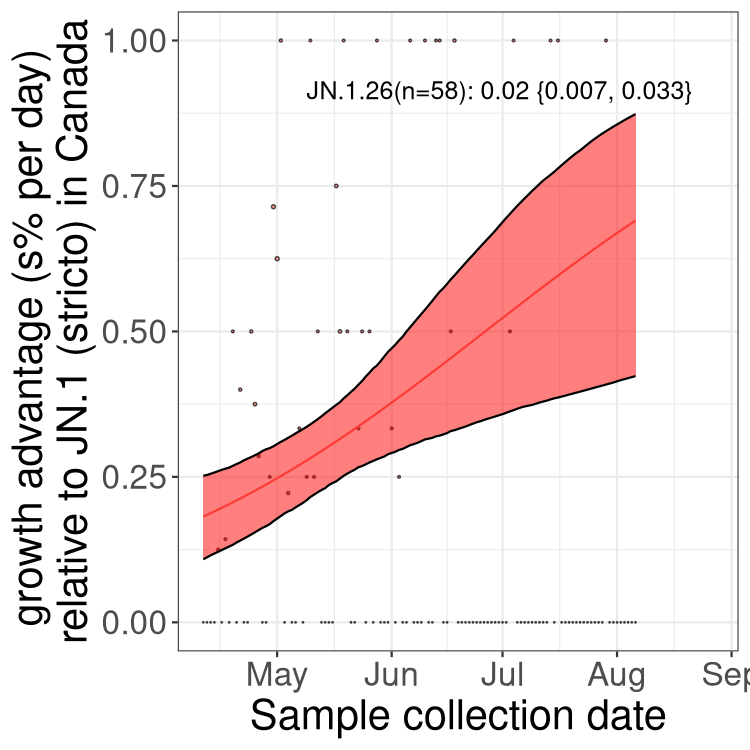 growth advantage (s% per day)
relative to JN.1 (stricto) in Canada
1.00
0.75
0.50
0.25
0.00
JN.1.26(n=58): 0.02 {0.007, 0.033}
May Jun Jul Aug Sep
Sample collection date